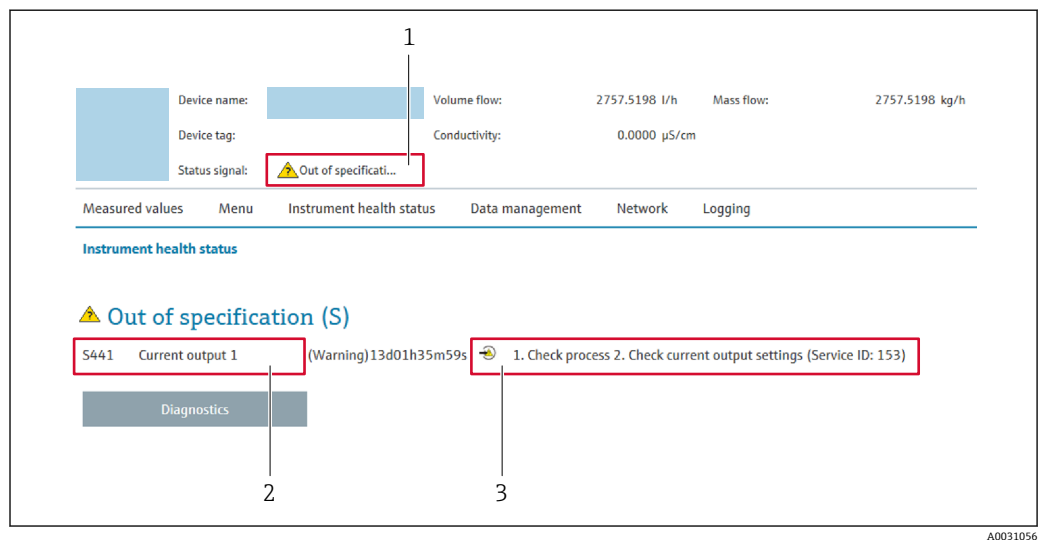 1
Device name: Volume flow: 2757.5198 l/h Mass flow: 2757.5198 kg/h
Device tag: Conductivity: 0.0000 µS/cm
Status signal: Out of specificati...
Measured values Menu Instrument health status Data management Network Logging
Instrument health status
Out of specification (S)
S441 Current output 1 (Warning)13d01h35m59s 1. Check process 2. Check current output settings (Service ID: 153)
Diagnostics
2 3
A0031056